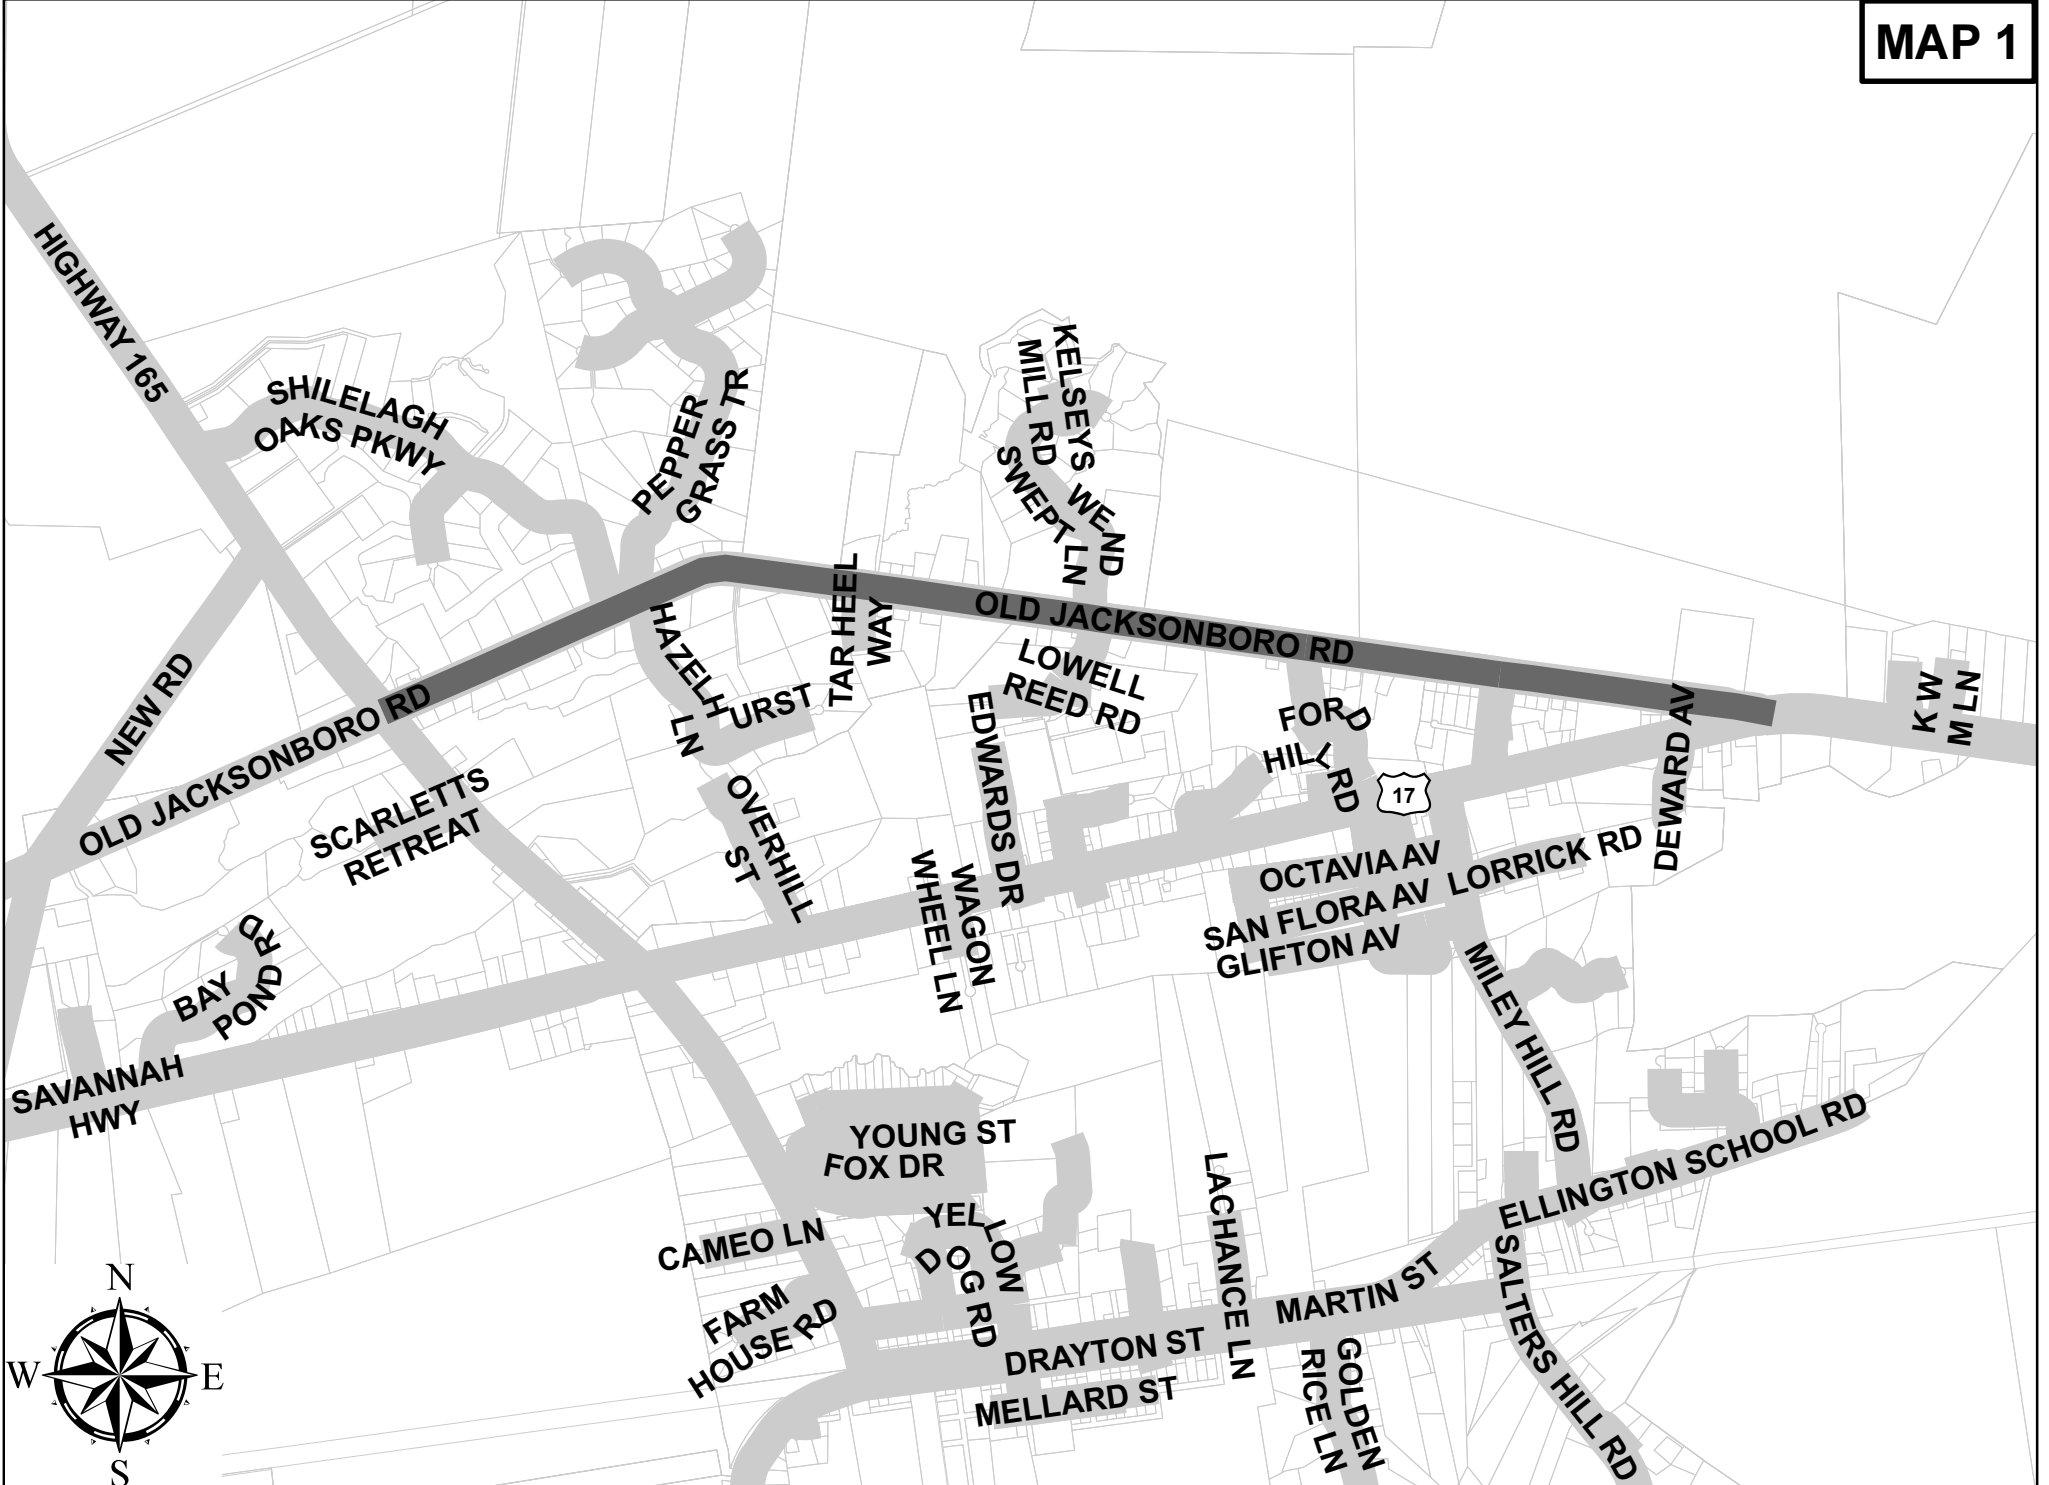 MAP 1
HIGHWAY 165
SHILELAGH
OAKS PKWY
PEPPER
GRASS TR
KELSEYS
MILL RD
WEND
SWEPT LN
NEW RD
OLD JACKSONBORO RD
HAZELHURST
LN
TAR HEEL
WAY
OLD JACKSONBORO RD
LOWELL
REED RD
EDWARDS DR
FORD
HILL RD
17
DEWARD AV
K W
M LN
SCARLETTS
RETREAT
OVERHILL
ST
WAGON
WHEEL LN
OCTAVIA AV
SAN FLORA AV
GLIFTON AV
LORRICK RD
BAY
POND RD
SAVANNAH
HWY
MILEY HILL RD
YOUNG ST
FOX DR
ELLINGTON SCHOOL RD
CAMEO LN
YELLOW
DOG RD
LACHANCE LN
FARM
HOUSE RD
DRAYTON ST
MARTIN ST
MELLARD ST
GOLDEN
RICE LN
SALTERS HILL RD
N
W
E
S